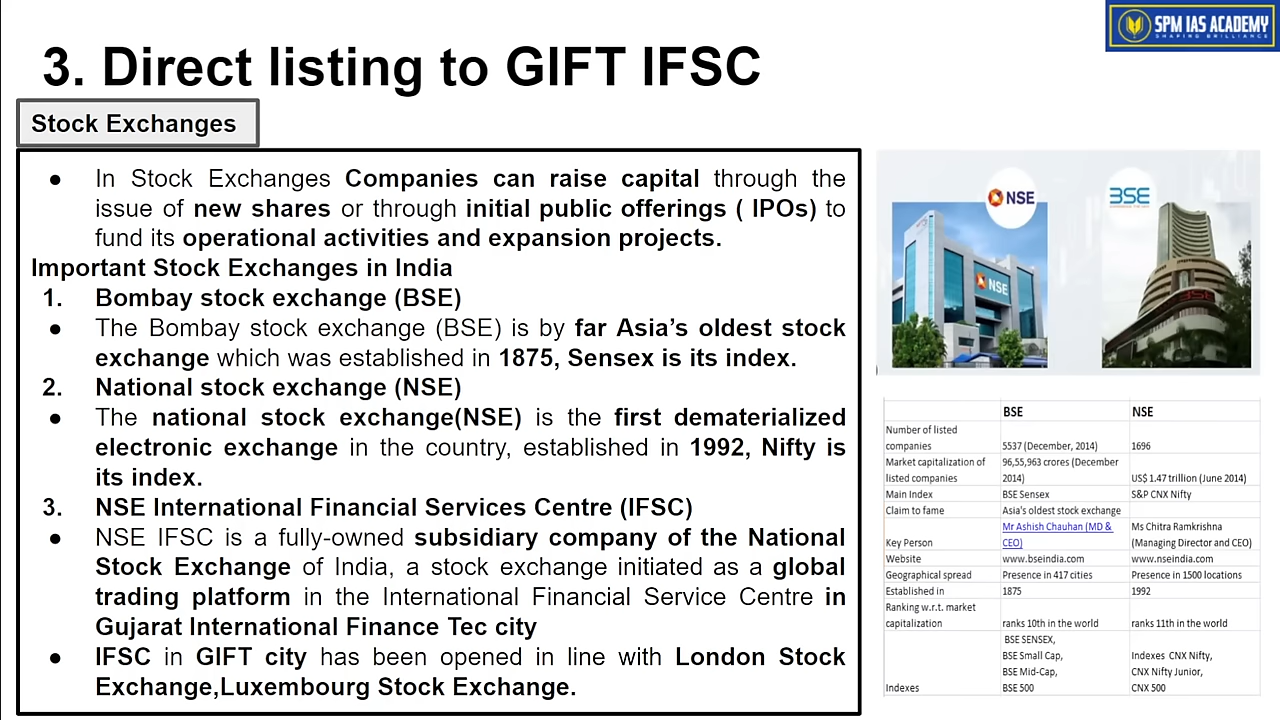 SPM IAS ACADEMY
SHAPING BRILLIANCE
3. Direct listing to GIFT IFSC
Stock Exchanges
● In Stock Exchanges Companies can raise capital through the
issue of new shares or through initial public offerings ( IPOs) to
fund its operational activities and expansion projects.
Important Stock Exchanges in India
1. Bombay stock exchange (BSE)
● The Bombay stock exchange (BSE) is by far Asia's oldest stock
exchange which was established in 1875, Sensex is its index.
2. National stock exchange (NSE)
● The national stock exchange(NSE) is the first dematerialized
electronic exchange in the country, established in 1992, Nifty is
its index.
3. NSE International Financial Services Centre (IFSC)
● NSE IFSC is a fully-owned subsidiary company of the National
Stock Exchange of India, a stock exchange initiated as a global
trading platform in the International Financial Service Centre in
Gujarat International Finance Tec city
● IFSC in GIFT city has been opened in line with London Stock
Exchange,Luxembourg Stock Exchange.
NSE
BSE
NSE
BSE
BSE NSE
Number of listed
companies 5537 (December, 2014) 1696
Market capitalization of 96,55,963 crores (December
listed companies 2014) US$ 1.47 trillion (June 2014)
Main Index BSE Sensex S&P CNX Nifty
Claim to fame Asia's oldest stock exchange
Mr Ashish Chauhan (MD & Ms Chitra Ramkrishna
Key Person CEO) (Managing Director and CEO)
Website www.bseindia.com www.nseindia.com
Geographical spread Presence in 417 cities Presence in 1500 locations
Established in 1875 1992
Ranking w.r.t. market
capitalization ranks 10th in the world ranks 11th in the world
BSE SENSEX,
BSE Small Cap, Indexes CNX Nifty,
BSE Mid-Cap, CNX Nifty Junior,
Indexes BSE 500 CNX 500